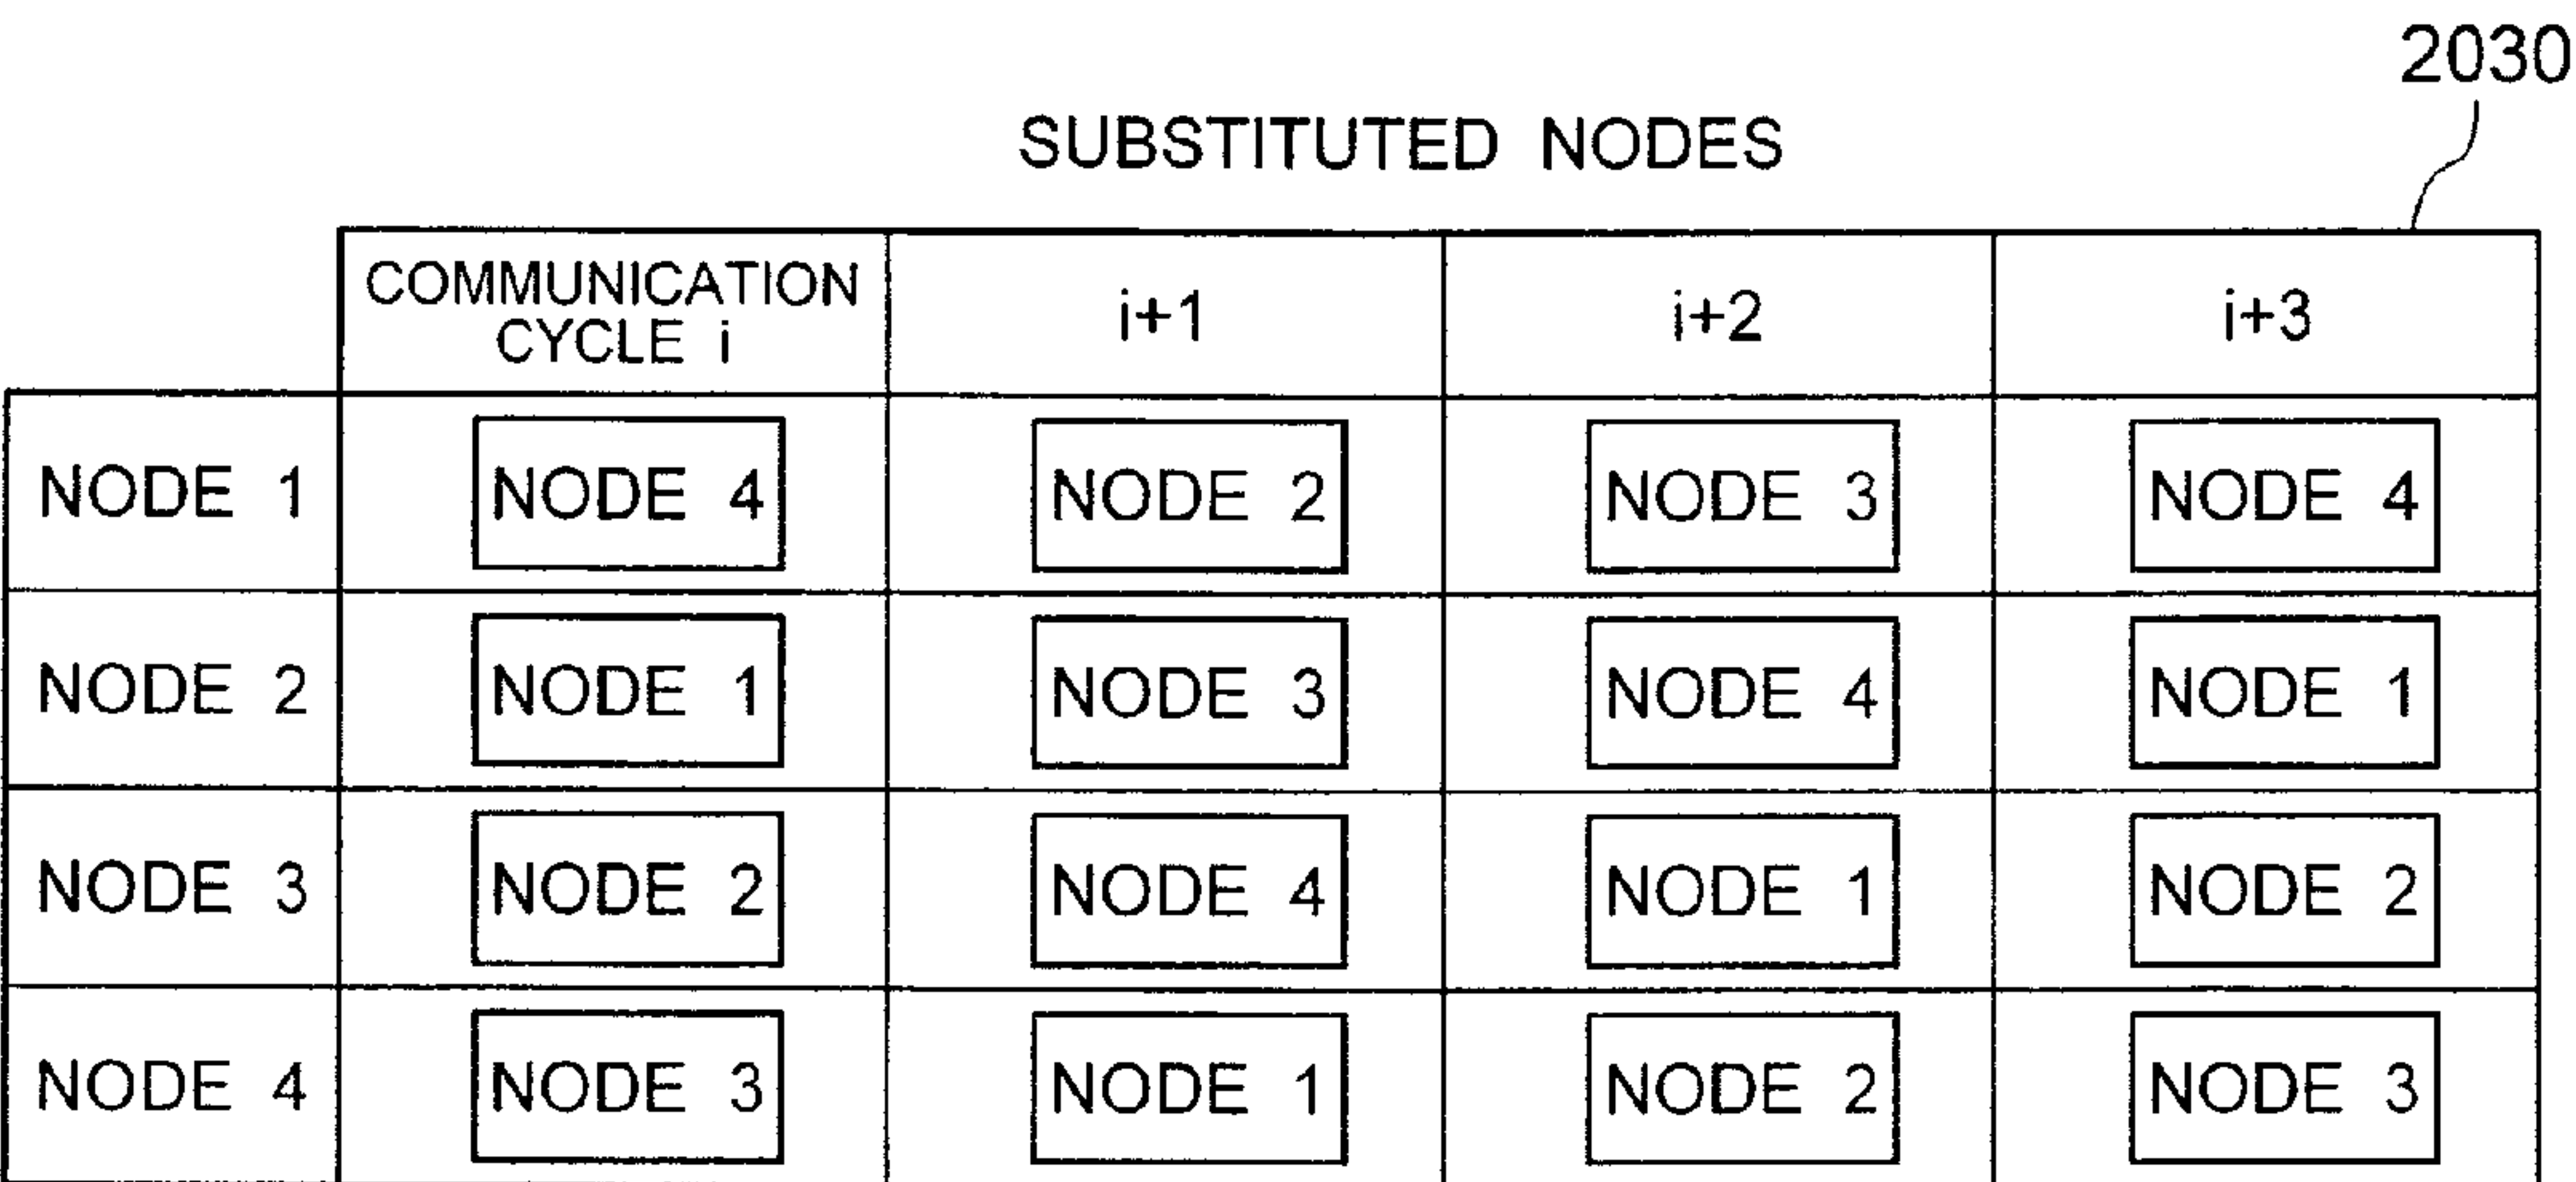 2030
SUBSTITUTED NODES
COMMUNICATION
CYCLE i
i+1
i+2
i+3
NODE 1
NODE 4
NODE 2
NODE 3
NODE 4
NODE 2
NODE 1
NODE 3
NODE 4
NODE 1
NODE 3
NODE 2
NODE 4
NODE 1
NODE 2
NODE 4
NODE 3
NODE 1
NODE 2
NODE 3